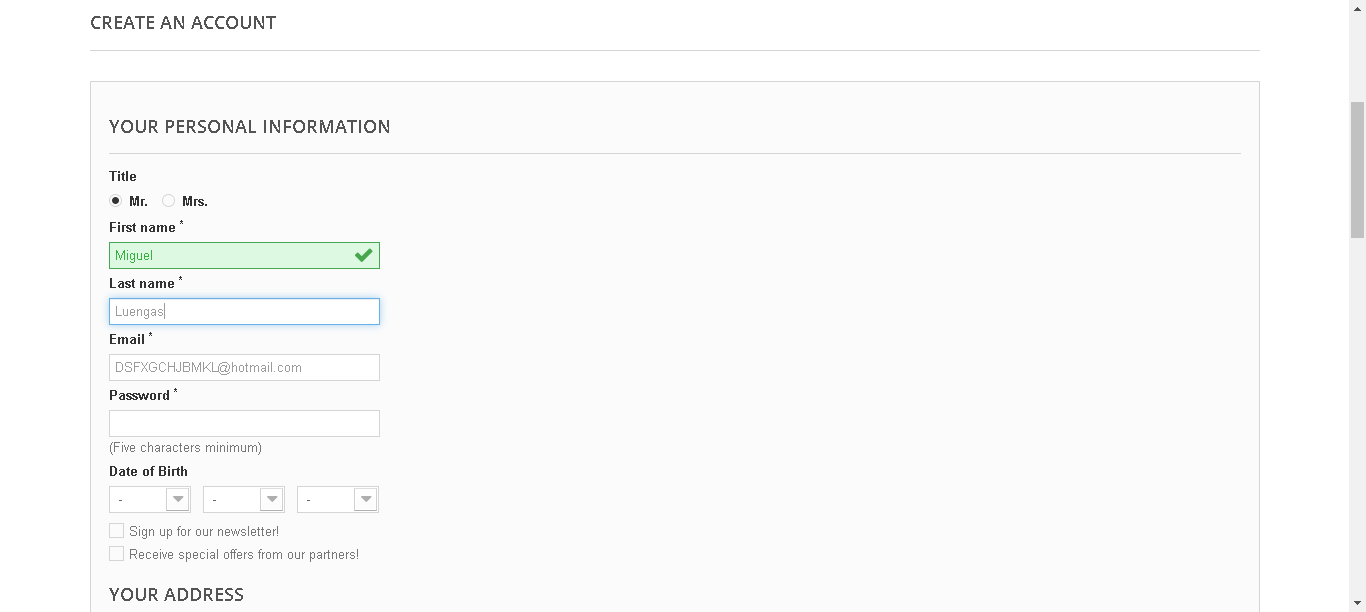 CREATE AN ACCOUNT
YOUR PERSONAL INFORMATION
Title
Mr. Mrs.
First name *
Miguel
Last name *
Luengas
Email *
DSFXGCHJBMKL@hotmail.com
Password *
(Five characters minimum)
Date of Birth
- - -
Sign up for our newsletter!
Receive special offers from our partners!
YOUR ADDRESS